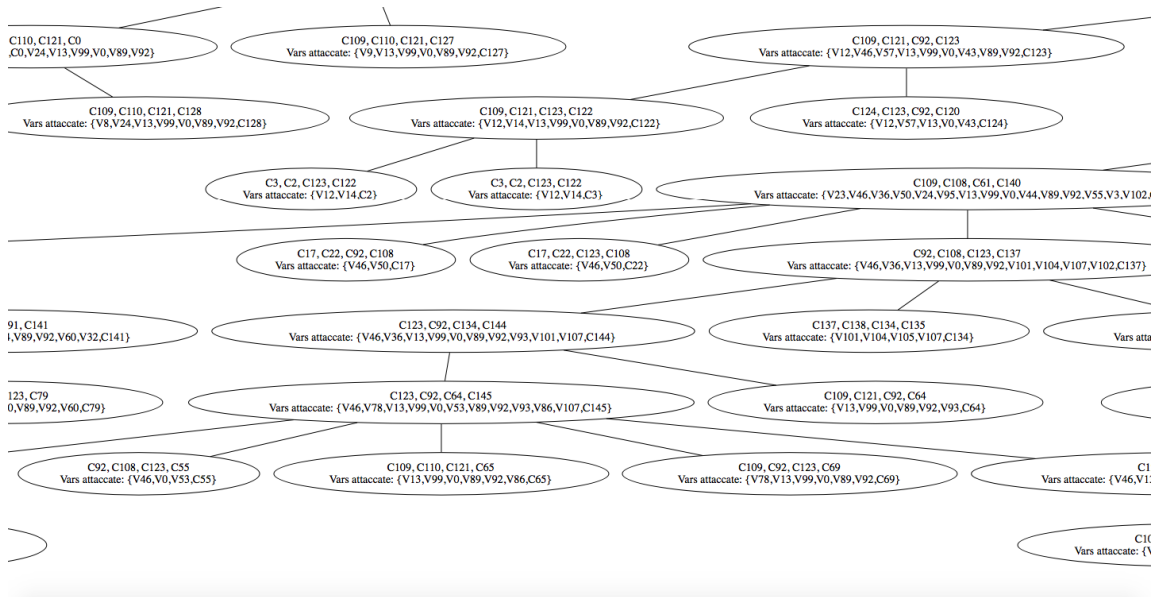 C110, C121, C0
,C0,V24,V13,V99,V0,V89,V92}
C109, C110, C121, C127
Vars attaccate: {V9,V13,V99,V0,V89,V92,C127}
C109, C121, C92, C123
Vars attaccate: {V12,V46,V57,V13,V99,V0,V43,V89,V92,C123}
C109, C110, C121, C128
Vars attaccate: {V8,V24,V13,V99,V0,V89,V92,C128}
C109, C121, C123, C122
Vars attaccate: {V12,V14,V13,V99,V0,V89,V92,C122}
C124, C123, C92, C120
Vars attaccate: {V12,V57,V13,V0,V43,C124}
C3, C2, C123, C122
Vars attaccate: {V12,V14,C2}
C3, C2, C123, C122
Vars attaccate: {V12,V14,C3}
C109, C108, C61, C140
Vars attaccate: {V23,V46,V36,V50,V24,V95,V13,V99,V0,V44,V89,V92,V55,V3,V102,
C17, C22, C92, C108
Vars attaccate: {V46,V50,C17}
C17, C22, C123, C108
Vars attaccate: {V46,V50,C22}
C92, C108, C123, C137
Vars attaccate: {V46,V36,V13,V99,V0,V89,V92,V101,V104,V107,V102,C137}
91, C141
,V89,V92,V60,V32,C141}
C123, C92, C134, C144
Vars attaccate: {V46,V36,V13,V99,V0,V89,V92,V93,V101,V107,C144}
C137, C138, C134, C135
Vars attaccate: {V101,V104,V105,V107,C134}
Vars atta
123, C79
0,V89,V92,V60,C79}
C123, C92, C64, C145
Vars attaccate: {V46,V78,V13,V99,V0,V53,V89,V92,V93,V86,V107,C145}
C109, C121, C92, C64
Vars attaccate: {V13,V99,V0,V89,V92,V93,C64}
C92, C108, C123, C55
Vars attaccate: {V46,V0,V53,C55}
C109, C110, C121, C65
Vars attaccate: {V13,V99,V0,V89,V92,V86,C65}
C109, C92, C123, C69
Vars attaccate: {V78,V13,V99,V0,V89,V92,C69}
C1
Vars attaccate: {V46,V1
C10
Vars attaccate: {V